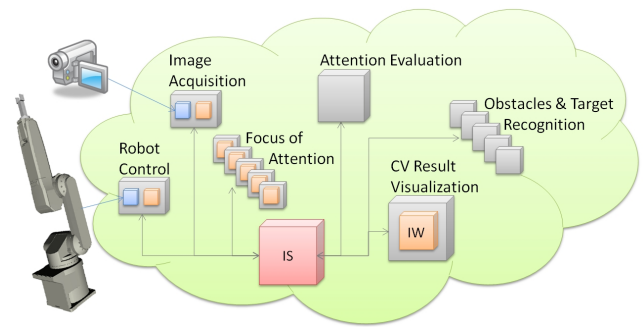 Image
Acquisition
Attention Evaluation
Obstacles & Target
Recognition
Robot
Control
Focus of
Attention
CV Result
Visualization
IW
IS